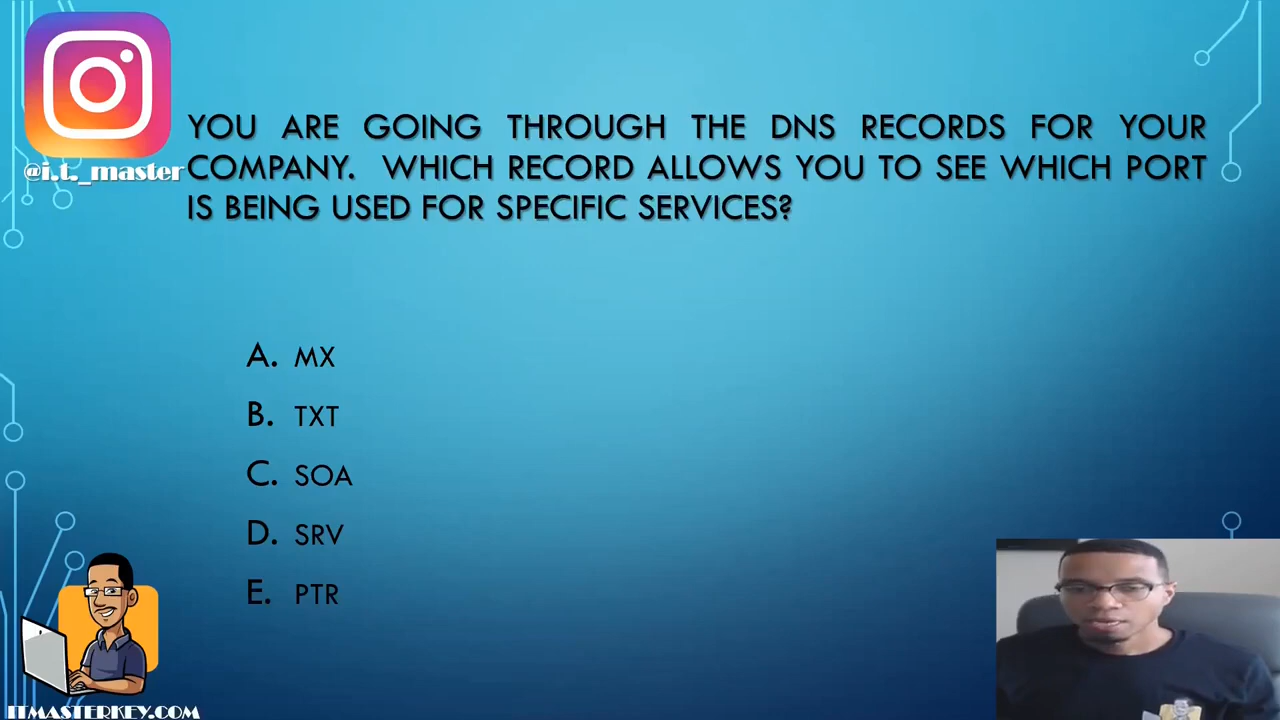 YOU ARE GOING THROUGH THE DNS RECORDS FOR YOUR
@i.t._master
COMPANY. WHICH RECORD ALLOWS YOU TO SEE WHICH PORT
IS BEING USED FOR SPECIFIC SERVICES?
A. MX
B. TXT
C. SOA
D. SRV
E. PTR
ITMASTERKEY.COM